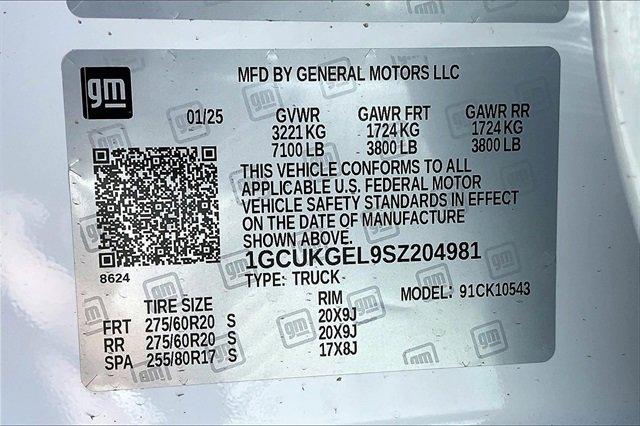 gm
MFD BY GENERAL MOTORS LLC
01/25 GVWR GAWR FRT GAWR RR
3221 KG 1724 KG 1724 KG
7100 LB 3800 LB 3800 LB
THIS VEHICLE CONFORMS TO ALL
APPLICABLE U.S. FEDERAL MOTOR
VEHICLE SAFETY STANDARDS IN EFFECT
ON THE DATE OF MANUFACTURE
SHOWN ABOVE.
8624
1GCUKGEL9SZ204981
TYPE: TRUCK
MODEL: 91CK10543
TIRE SIZE RIM
FRT 275/60R20 S 20X9J
RR 275/60R20 S 20X9J
SPA 255/80R17 S 17X8J